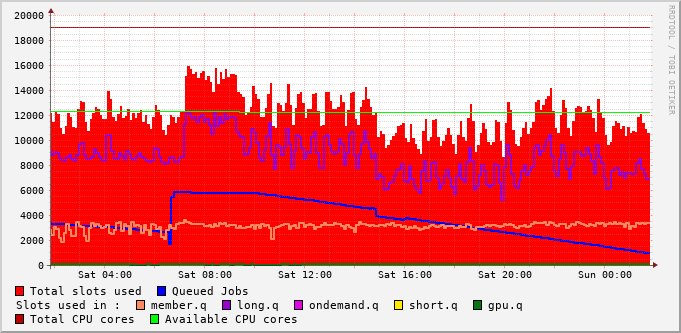 20000
18000
16000
14000
12000
10000
8000
6000
4000
2000
0
Sat 04:00 Sat 08:00 Sat 12:00 Sat 16:00 Sat 20:00 Sun 00:00
RRDTOOL / TOBI OETIKER
Total slots used Queued Jobs
Slots used in : member.q long.q ondemand.q short.q gpu.q
Total CPU cores Available CPU cores